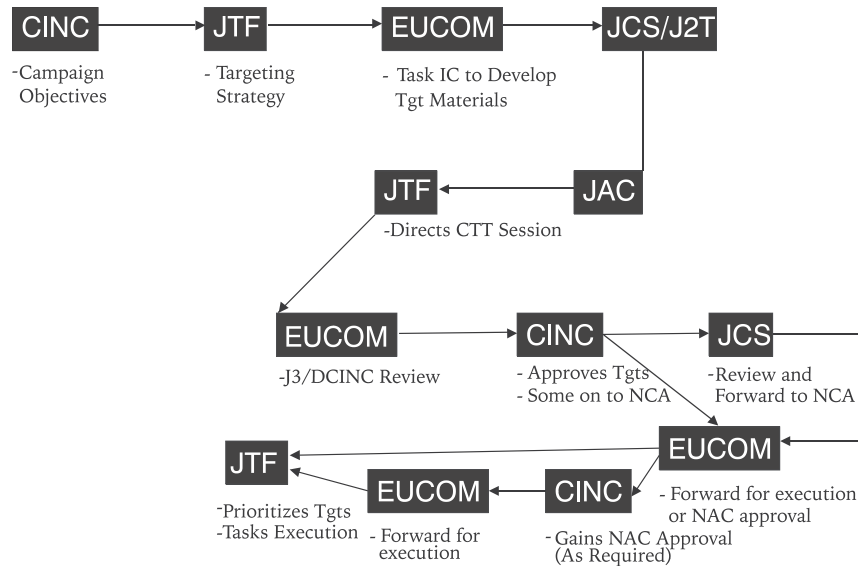 CINC
JTF
EUCOM
JCS/J2T
-Campaign
Objectives
- Targeting
Strategy
- Task IC to Develop
Tgt Materials
JTF
JAC
-Directs CTT Session
EUCOM
CINC
JCS
-J3/DCINC Review
- Approves Tgts
- Some on to NCA
-Review and
Forward to NCA
EUCOM
- Forward for execution
or NAC approval
CINC
- Gains NAC Approval
(As Required)
EUCOM
- Forward for
execution
JTF
-Prioritizes Tgts
-Tasks Execution